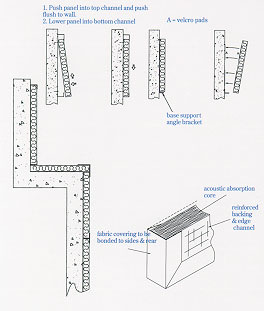 1. Push panel into top channel and push
flush to wall.
2. Lower panel into bottom channel
A = velcro pads
base support
angle bracket
acoustic absorption
core
reinforced
backing
& edge
channel
fabric covering to be
bonded to sides & rear